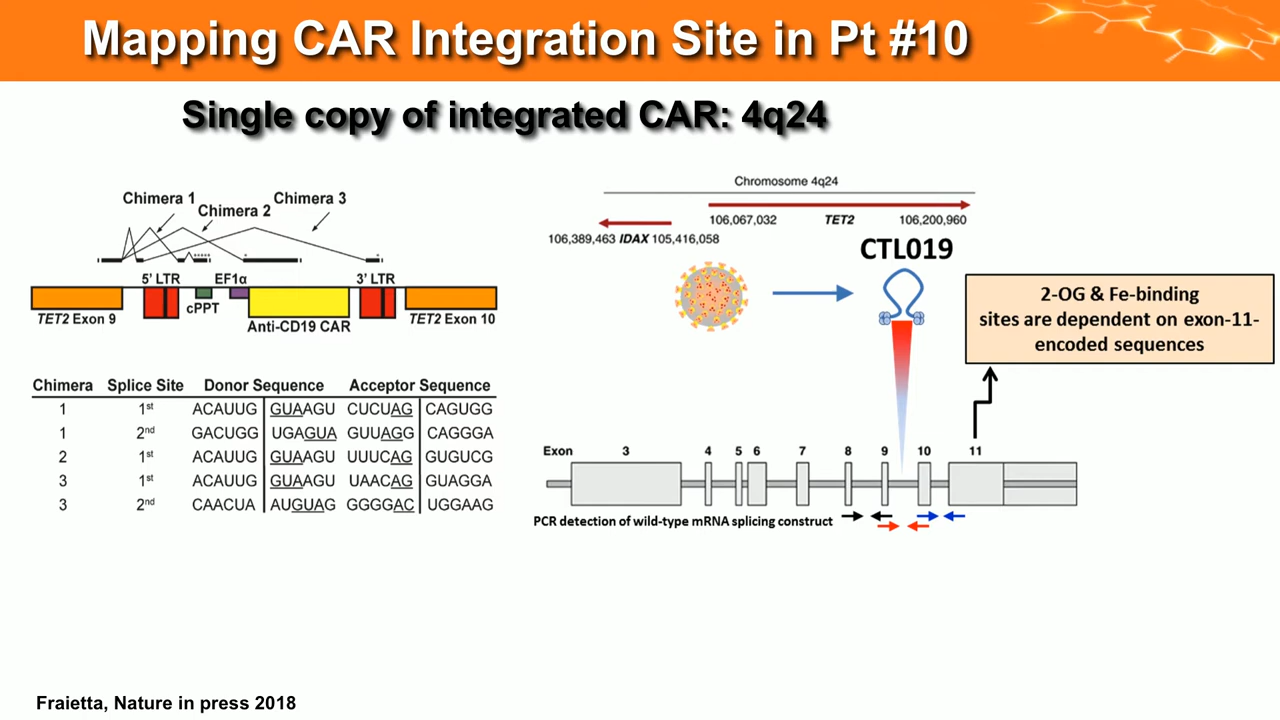 Mapping CAR Integration Site in Pt #10
Single copy of integrated CAR: 4q24
Chimera 1
Chimera 2
Chimera 3
5' LTR
EF1α
3' LTR
cPPT
TET2 Exon 9
Anti-CD19 CAR
TET2 Exon 10
Chimera Splice Site Donor Sequence Acceptor Sequence
1 1st ACAUUG GUAAGU CUCUAG CAGUGG
1 2nd GACUGG UGAGUA GUUAGG CAGGGA
2 1st ACAUUG GUAAGU UUUCAG GUGUCG
3 1st ACAUUG GUAAGU UAACAG GUAGGA
3 2nd CAACUA AUGUAG GGGGAC UGGAAG
Chromosome 4q24
106,067,032 TET2 106,200,960
106,389,463 IDAX 105,416,058
CTL019
2-OG & Fe-binding
sites are dependent on exon-11-
encoded sequences
Exon 3 4 5 6 7 8 9 10 11
PCR detection of wild-type mRNA splicing construct
Fraietta, Nature in press 2018